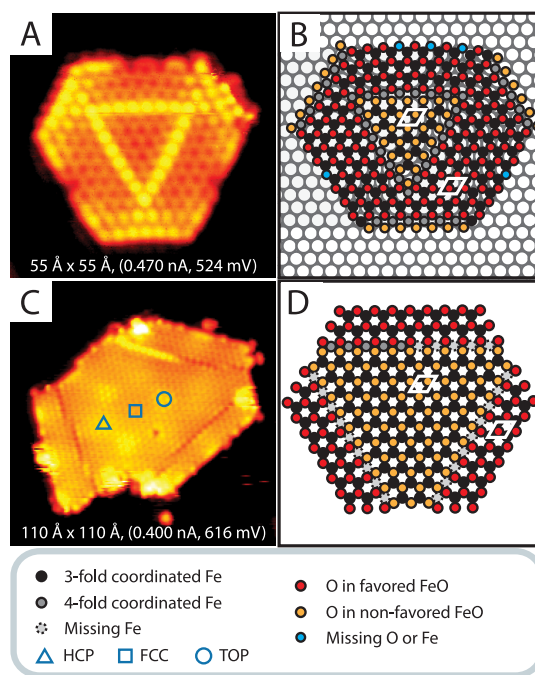 A
B
55 Å x 55 Å, (0.470 nA, 524 mV)
C
D
110 Å x 110 Å, (0.400 nA, 616 mV)
3-fold coordinated Fe
4-fold coordinated Fe
Missing Fe
HCP FCC TOP
O in favored FeO
O in non-favored FeO
Missing O or Fe